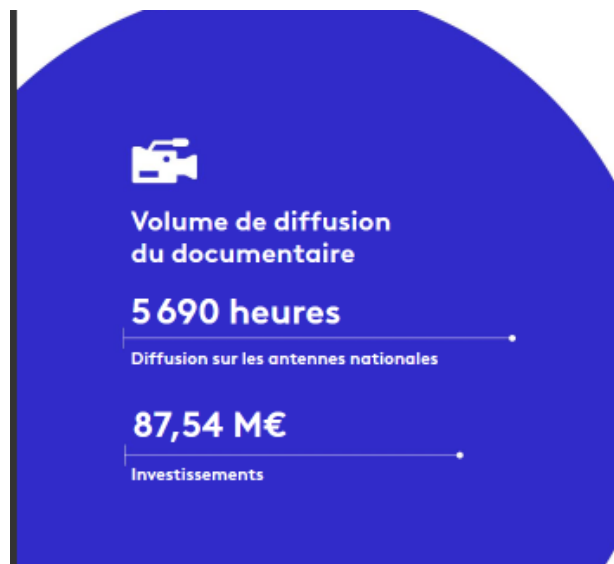 Volume de diffusion
du documentaire
5 690 heures
Diffusion sur les antennes nationales
87,54 M€
Investissements